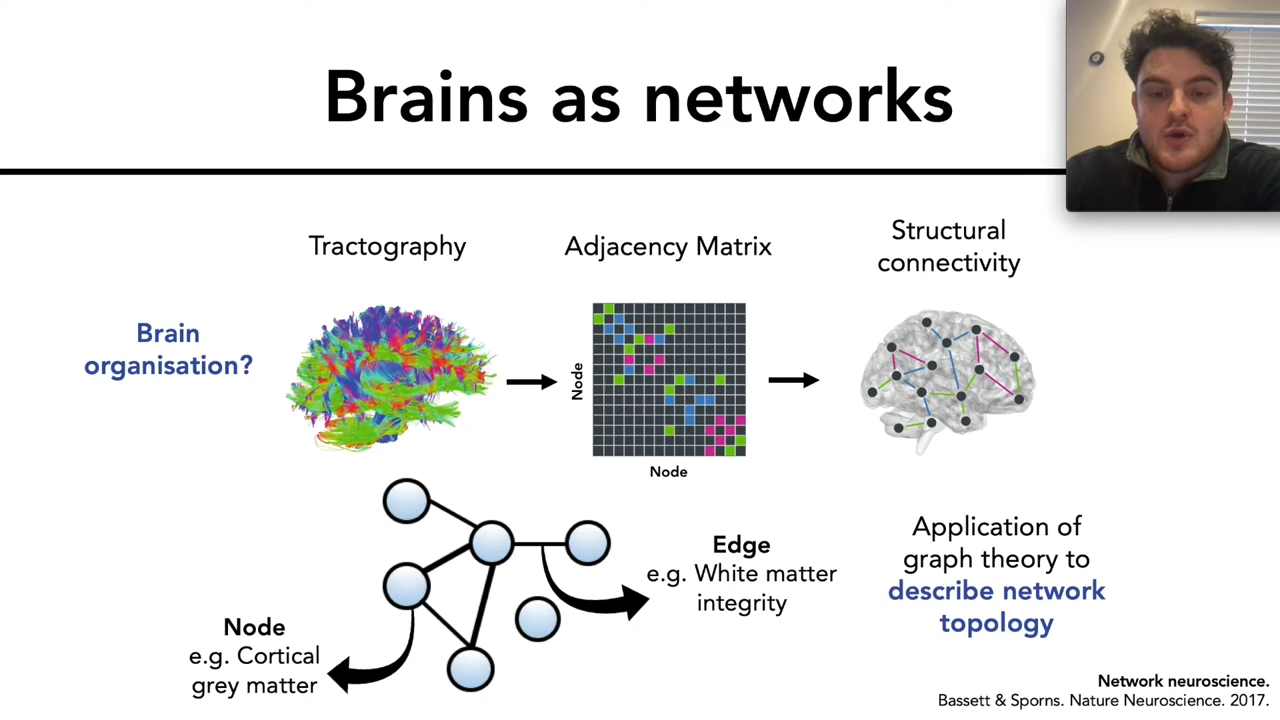 Brains as networks
Tractography
Adjacency Matrix
Structural
connectivity
Brain
organisation?
Node
Node
Edge
e.g. White matter
integrity
Node
e.g. Cortical
grey matter
Application of
graph theory to
describe network
topology
Network neuroscience.
Bassett & Sporns. Nature Neuroscience. 2017.